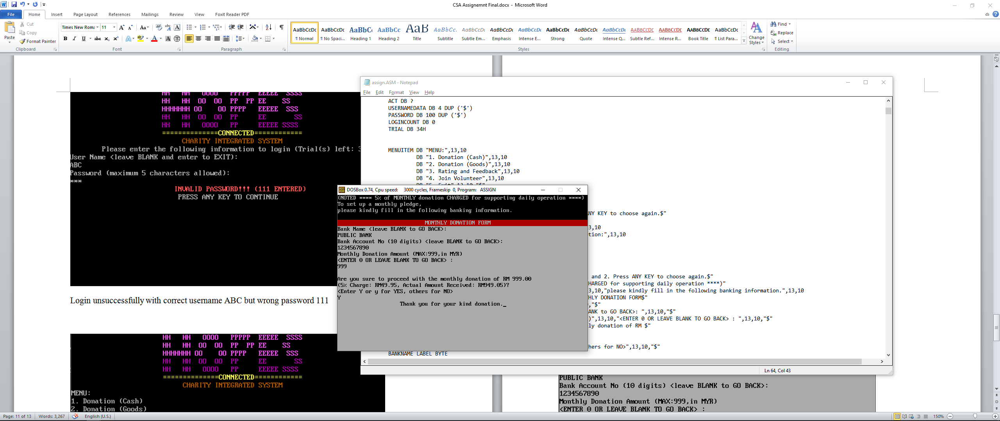 CSA Assignemnt Final.docx - Microsoft Word
File Home Insert Page Layout References Mailings Review View Foxit Reader PDF
Paste
Cut
Copy
Format Painter
Clipboard
Times New Roma 11
Font
Paragraph
AaBbCcDc AaBbCcDc AaBbC AaBbCc AaB AaBbCc. AaBbCcDc AaBbCcDc AaBbCcDc AaBbCcDc AaBbCcDc AaBbCcDc AABBCCDE AABBCCDE AABBCCDE AaBbCcDc
¶ Normal ¶ No Spaci... Heading 1 Heading 2 Title Subtitle Subtle Em... Emphasis Intense E... Strong Quote Intense Q... Subtle Ref... Intense R... Book Title ¶ List Para...
Styles
Change Styles
Find
Replace
Select
Editing
HH HH OOOO PPPPP EEEEE SSSS
HH HH OO OO PP PP EE SS
HHHHHHH OO OO PPPP EEEEE SSS
HH HH OO OO PP EE SS
HH HH OOOO PP EEEEE SSSS
==============CONNECTED============
CHARITY INTEGRATED SYSTEM
Please enter the following information to login (Trial(s) left: 3
User Name <leave BLANK and enter to EXIT):
ABC
Password (maximum 5 characters allowed):
***
INVALID PASSWORD!!! (111 ENTERED)
PRESS ANY KEY TO CONTINUE
Login unsuccessfully with correct username ABC but wrong password 111
HH HH OOOO PPPPP EEEEE SSSS
HH HH OO OO PP PP EE SS
HHHHHHH OO OO PPPP EEEEE SSS
HH HH OO OO PP EE SS
HH HH OOOO PP EEEEE SSSS
==============CONNECTED============
CHARITY INTEGRATED SYSTEM
MENU:
1. Donation (Cash)
2. Donation (Goods)
assign.ASM - Notepad
File Edit Format View Help
ACT DB ?
USERNAMEDATA DB 4 DUP ('$')
PASSWORD DB 100 DUP ('$')
LOGINCOUNT DB 0
TRIAL DB 34H
MENUITEM DB "MENU:",13,10
DB "1. Donation (Cash)",13,10
DB "2. Donation (Goods)",13,10
DB "3. Rating and Feedback",13,10
DB "4. Join Volunteer",13,10
DB "5. Exit",13,10,"$"
NY KEY to choose again.$"
3,10
tion:",13,10
and 2. Press ANY KEY to choose again.$"
HARGED for supporting daily operation ****)"
3,10,"please kindly fill in the following banking information.",13,10
HLY DONATION FORM$"
,"$"
ANK to GO BACK>: ",13,10,"$"
)",13,10,"<ENTER 0 OR LEAVE BLANK TO GO BACK> : ",13,10,"$"
ly donation of RM $"
hers for NO>",13,10,"$"
BANKNAME LABEL BYTE
Ln 64, Col 43
DOSBox 0.74, Cpu speed: 3000 cycles, Frameskip 0, Program: ASSIGN
(NOTED **** 5% of MONTHLY donation CHARGED for supporting daily operation ****)
To set up a monthly pledge,
please kindly fill in the following banking information.
MONTHLY DONATION FORM
Bank Name <leave BLANK to GO BACK>:
PUBLIC BANK
Bank Account No (10 digits) <leave BLANK to GO BACK>:
1234567890
Monthly Donation Amount (MAX:999,in MYR)
<ENTER 0 OR LEAVE BLANK TO GO BACK> :
999
Are you sure to proceed with the monthly donation of RM 999.00
(5% Charge: RM49.95, Actual Amount Received: RM949.05)?
<Enter Y or y for YES, others for NO>
Y
Thank you for your kind donation._
PUBLIC BANK
Bank Account No (10 digits) <leave BLANK to GO BACK>:
1234567890
Monthly Donation Amount (MAX:999,in MYR)
<ENTER 0 OR LEAVE BLANK TO GO BACK> :
Page: 11 of 13 Words: 3,267 English (U.S.) 150%